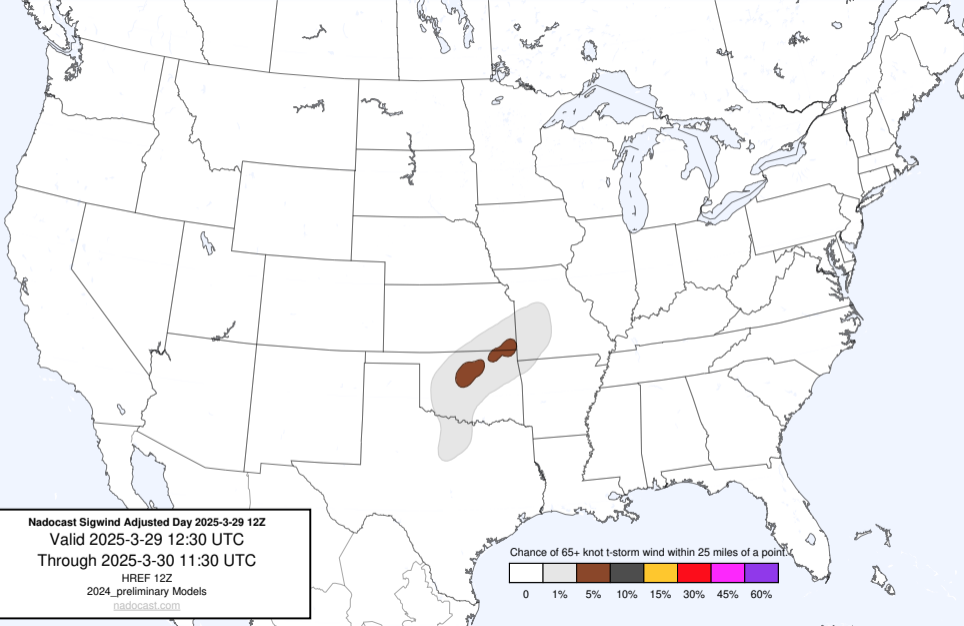 Nadocast Sigwind Adjusted Day 2025-3-29 12Z
Valid 2025-3-29 12:30 UTC
Through 2025-3-30 11:30 UTC
HREF 12Z
2024_preliminary Models
nadocast.com
Chance of 65+ knot t-storm wind within 25 miles of a point.
0 1% 5% 10% 15% 30% 45% 60%